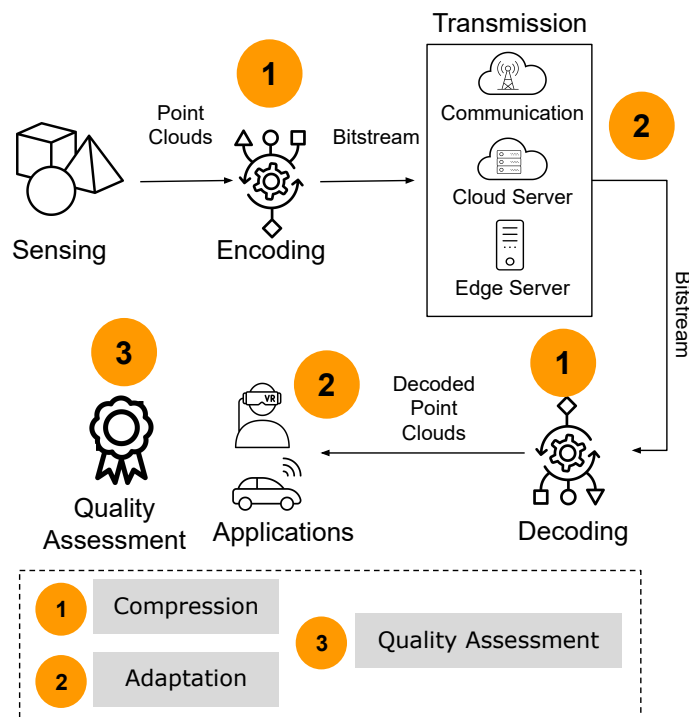 Transmission
1
Point
Clouds
Bitstream
Communication
2
Cloud Server
Sensing
Encoding
Edge Server
Bitstream
3
2
1
VR
Decoded
Point
Clouds
Quality
Assessment
Applications
Decoding
1
Compression
3
Quality Assessment
2
Adaptation